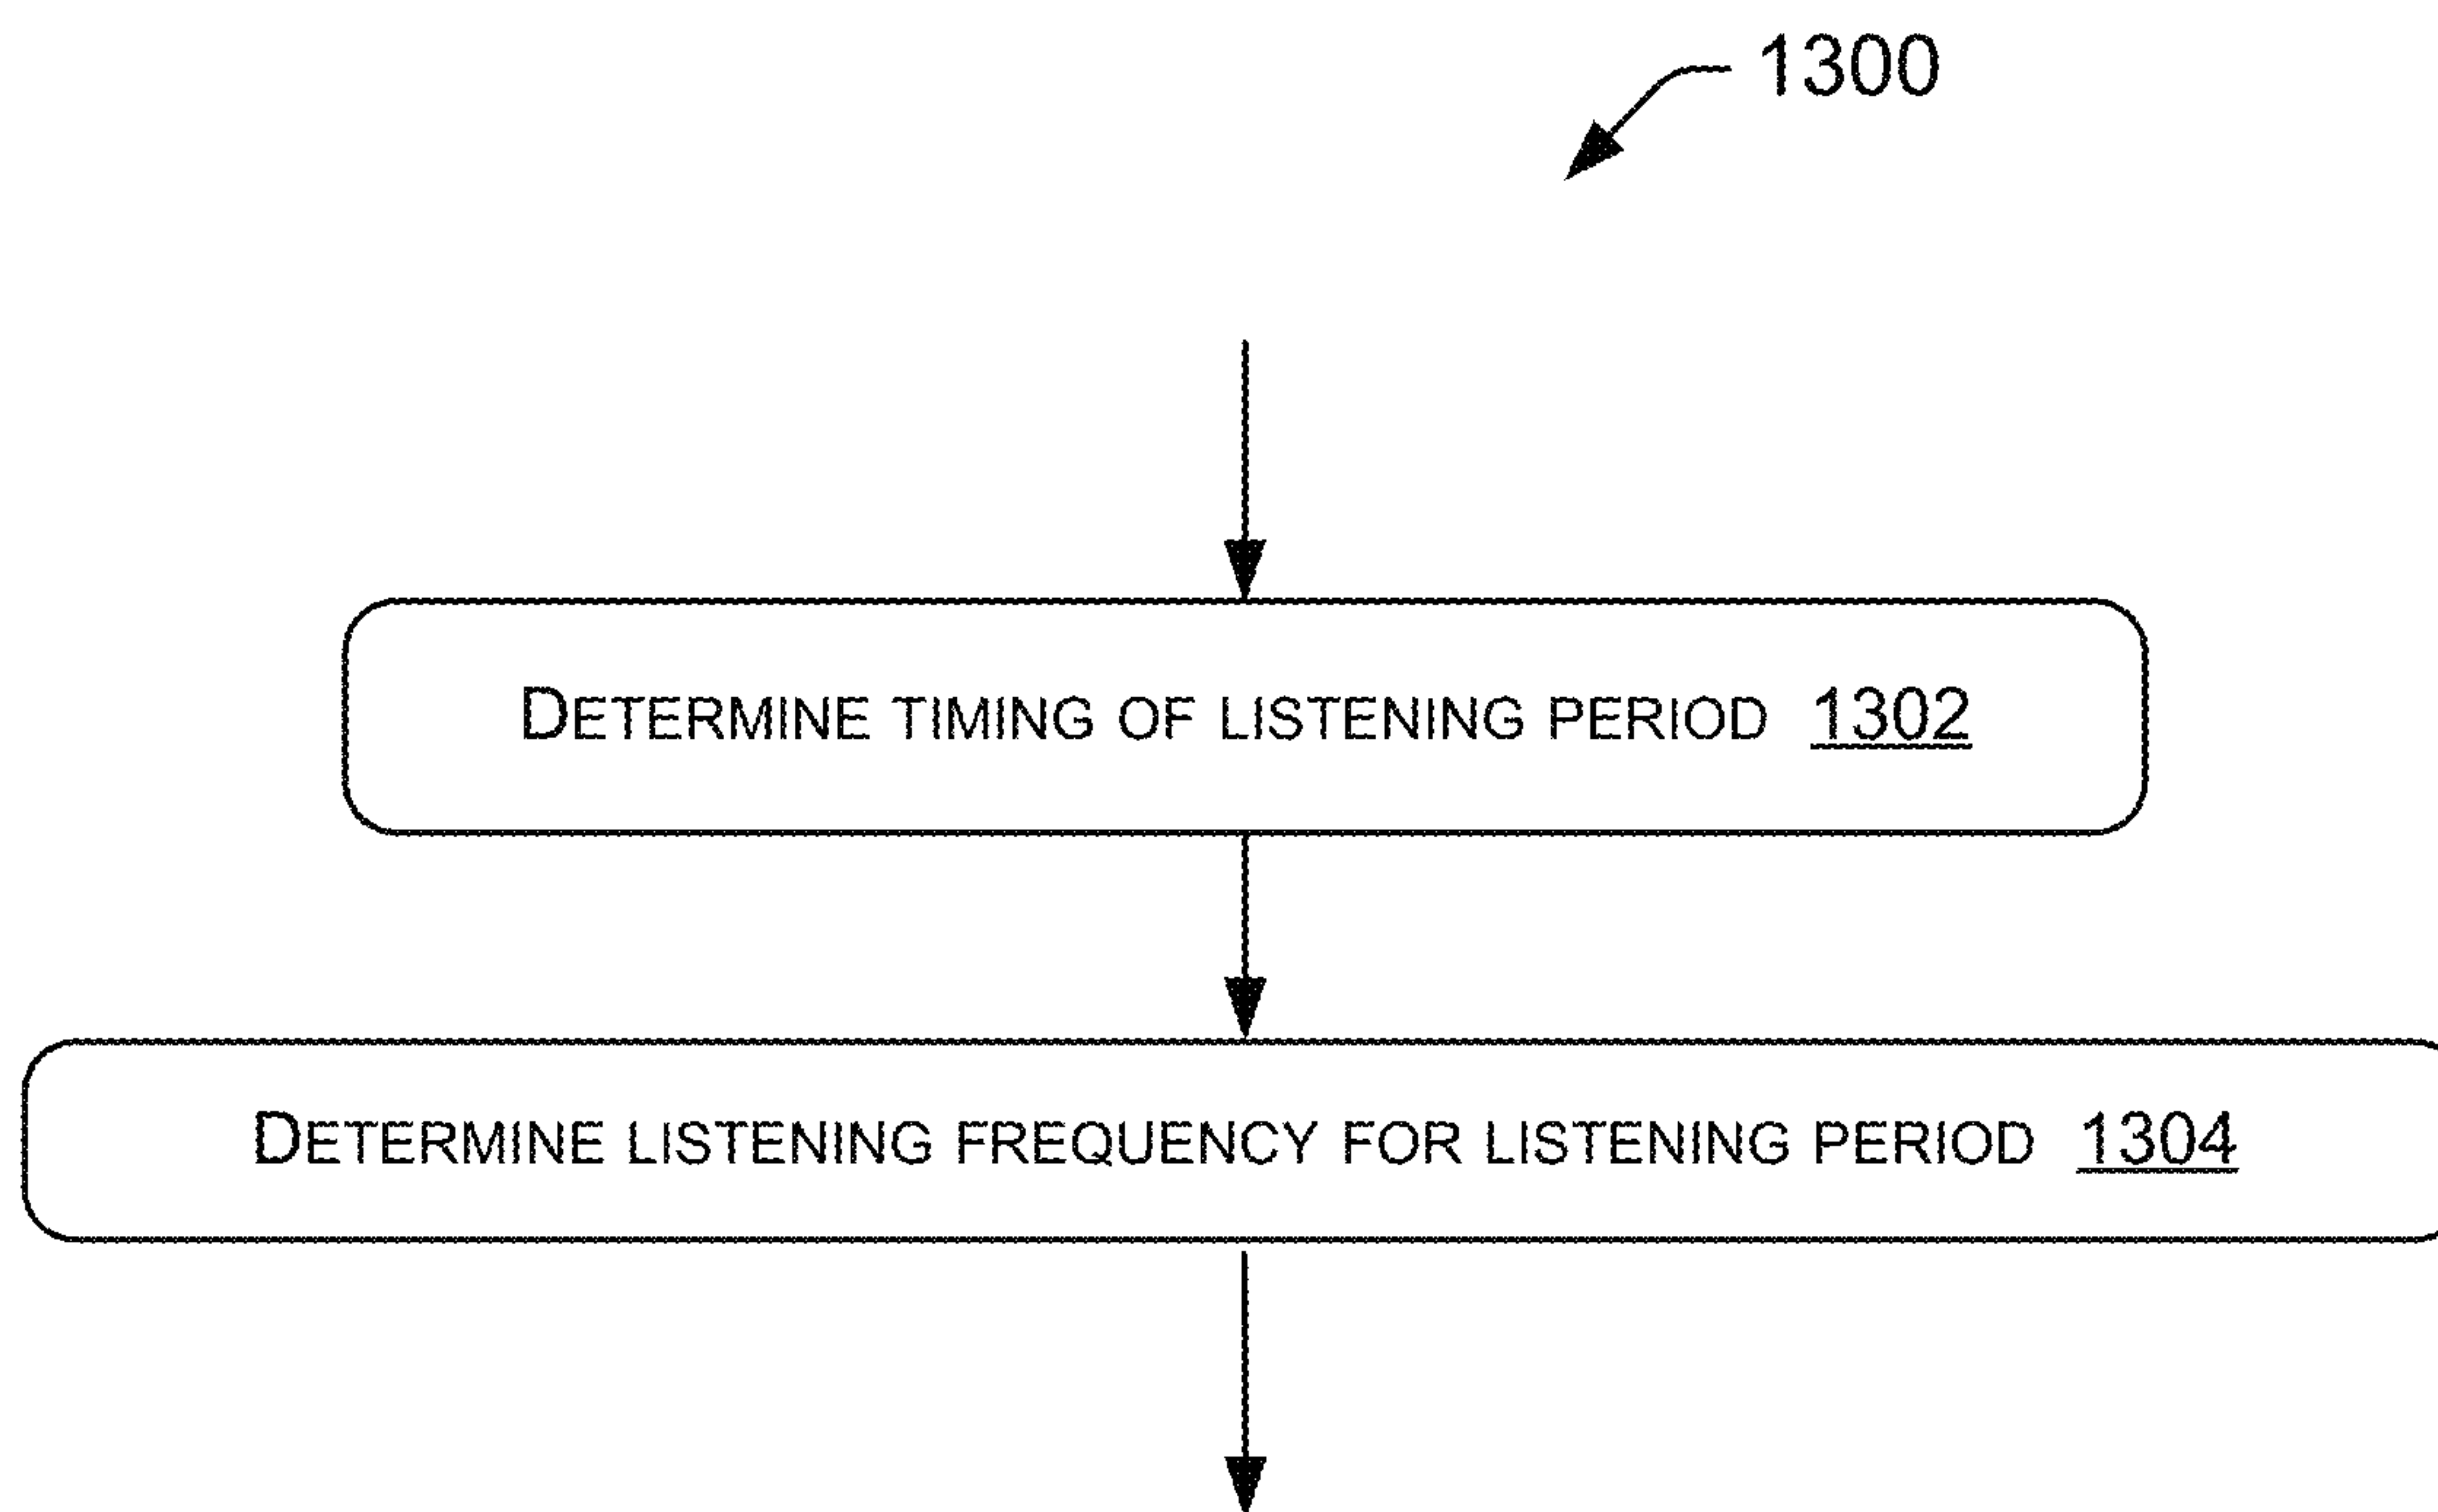 1300
DETERMINE TIMING OF LISTENING PERIOD 1302
DETERMINE LISTENING FREQUENCY FOR LISTENING PERIOD 1304